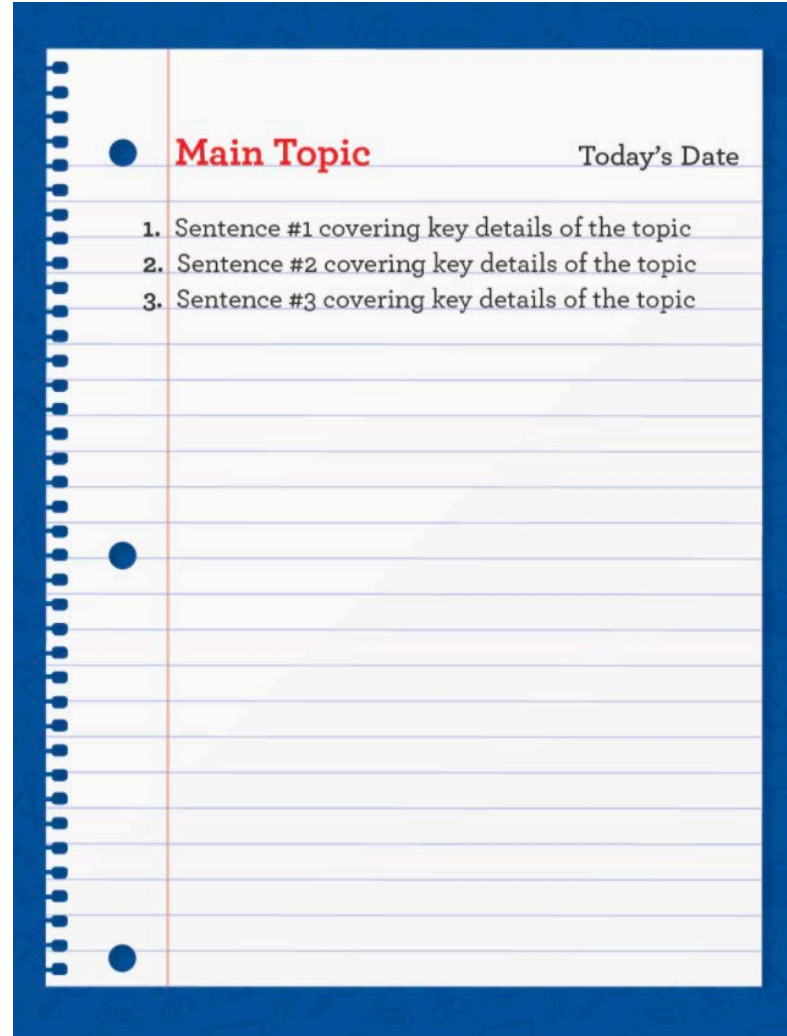 Main Topic Today’s Date
1. Sentence #1 covering key details of the topic
2. Sentence #2 covering key details of the topic
3. Sentence #3 covering key details of the topic